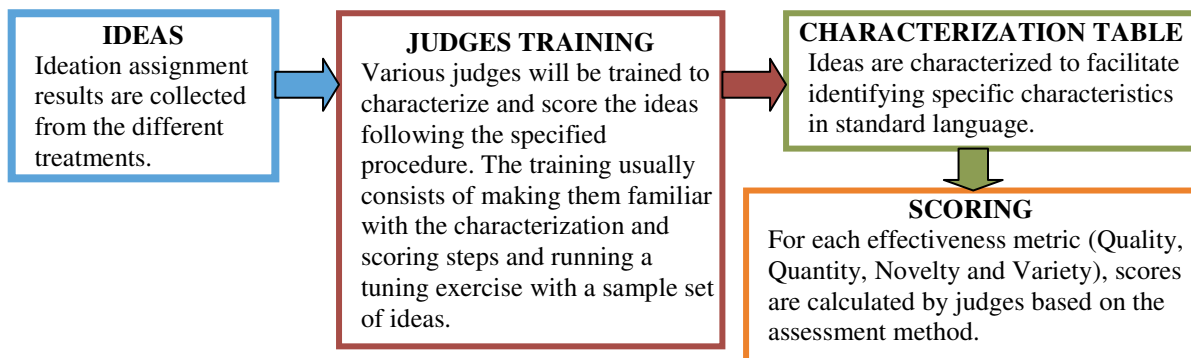 IDEAS
Ideation assignment
results are collected
from the different
treatments.
JUDGES TRAINING
Various judges will be trained to
characterize and score the ideas
following the specified
procedure. The training usually
consists of making them familiar
with the characterization and
scoring steps and running a
tuning exercise with a sample set
of ideas.
CHARACTERIZATION TABLE
Ideas are characterized to facilitate
identifying specific characteristics
in standard language.
SCORING
For each effectiveness metric (Quality,
Quantity, Novelty and Variety), scores
are calculated by judges based on the
assessment method.